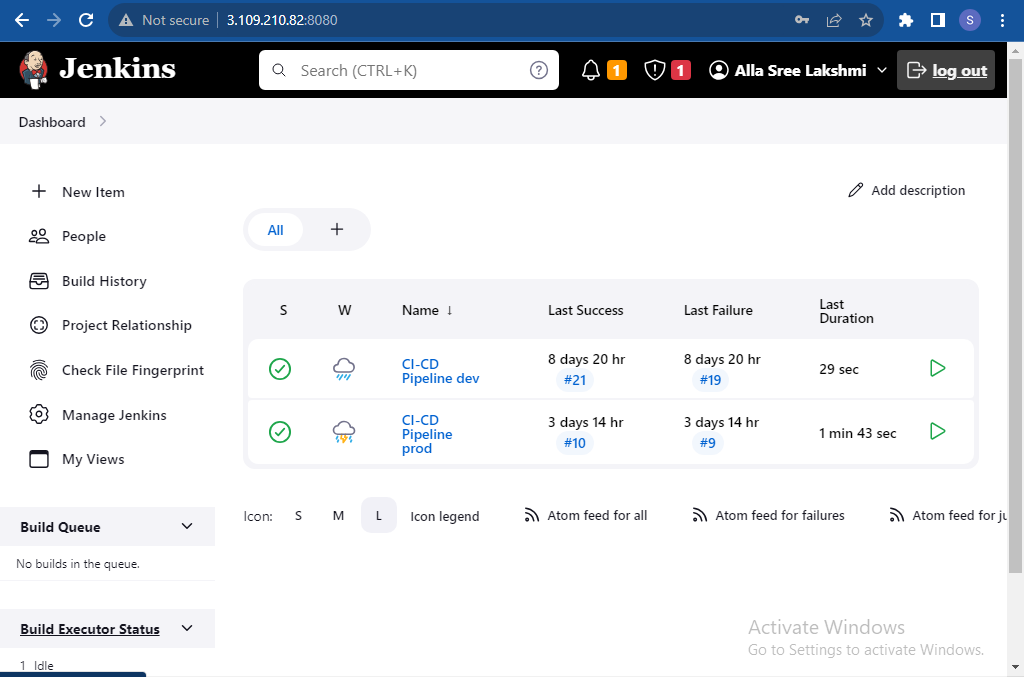 Not secure 3.109.210.82:8080 S
Jenkins Search (CTRL+K) ? 1 1 Alla Sree Lakshmi log out
Dashboard
New Item
Add description
All +
People
Build History
Project Relationship
Check File Fingerprint
Manage Jenkins
My Views
S W Name ↓ Last Success Last Failure Last
Duration
CI-CD
Pipeline dev
8 days 20 hr
#21
8 days 20 hr
#19
29 sec
CI-CD
Pipeline
prod
3 days 14 hr
#10
3 days 14 hr
#9
1 min 43 sec
Icon: S M L Icon legend Atom feed for all Atom feed for failures Atom feed for
Build Queue
No builds in the queue.
Build Executor Status
1 Idle
Activate Windows
Go to Settings to activate Windows.